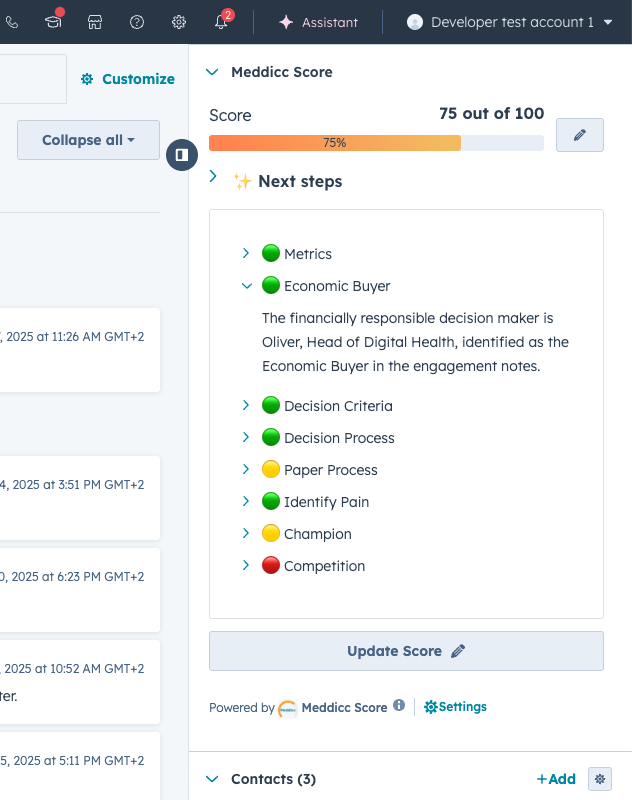 2
Assistant
Developer test account 1
Customize
Collapse all
, 2025 at 11:26 AM GMT+2
4, 2025 at 3:51 PM GMT+2
0, 2025 at 6:23 PM GMT+2
, 2025 at 10:52 AM GMT+2
ter.
5, 2025 at 5:11 PM GMT+2
Meddicc Score
Score
75 out of 100
75%
✨ Next steps
Metrics
Economic Buyer
The financially responsible decision maker is
Oliver, Head of Digital Health, identified as the
Economic Buyer in the engagement notes.
Decision Criteria
Decision Process
Paper Process
Identify Pain
Champion
Competition
Update Score
Powered by Meddicc Score
Settings
Contacts (3)
+Add